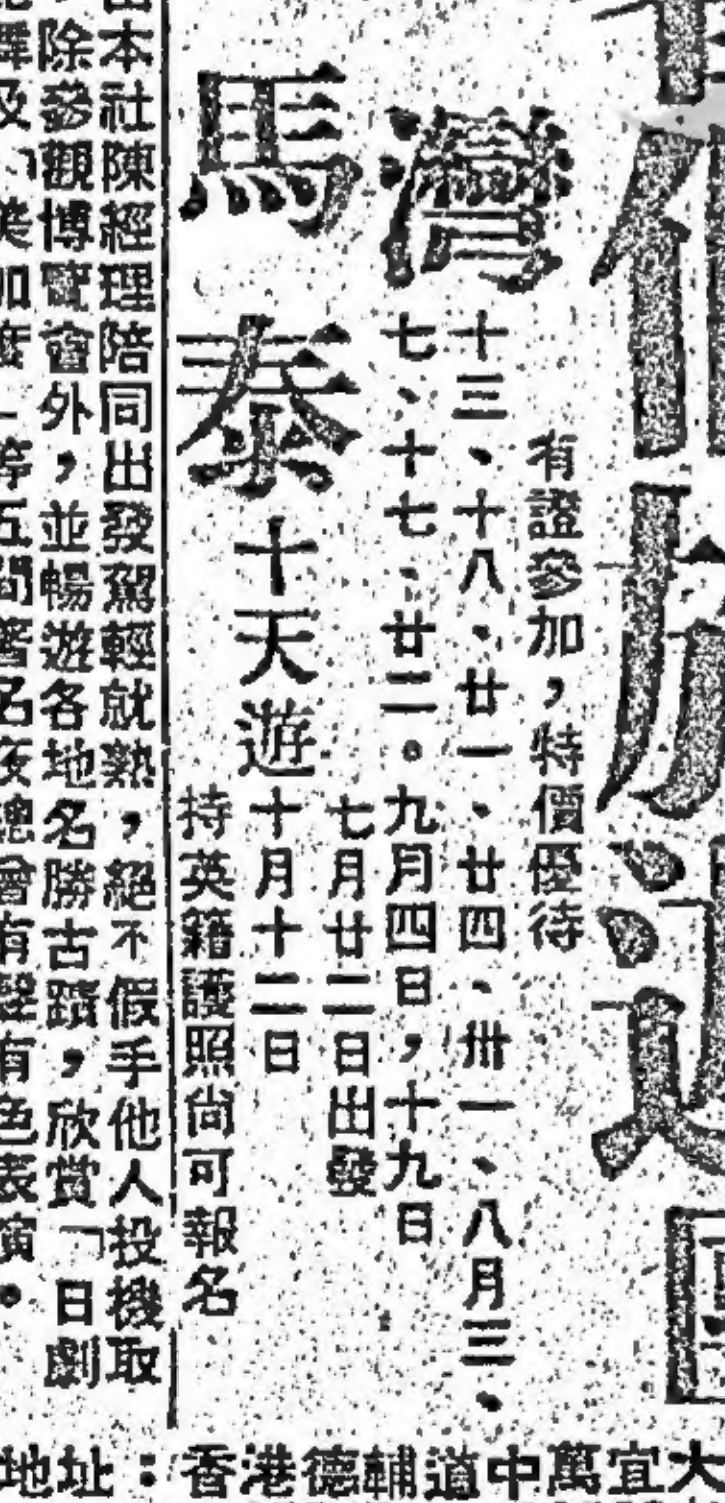 灣
有證參加，特價優待
十三、十八、廿一、廿四、卅一、八月三、
七、十七、廿二。九月四日，十九日
馬泰十天遊
七月廿二日出發
十月十二日
持英籍護照尚可報名
本社陳經理陪同出發駕輕就熟，絕不假手他人投機取
除參觀博覽會外，並暢遊各地名勝古蹟，欣賞「日劇
五間著名夜總會有聲有色表演。
地址：香港德輔道中萬宜大